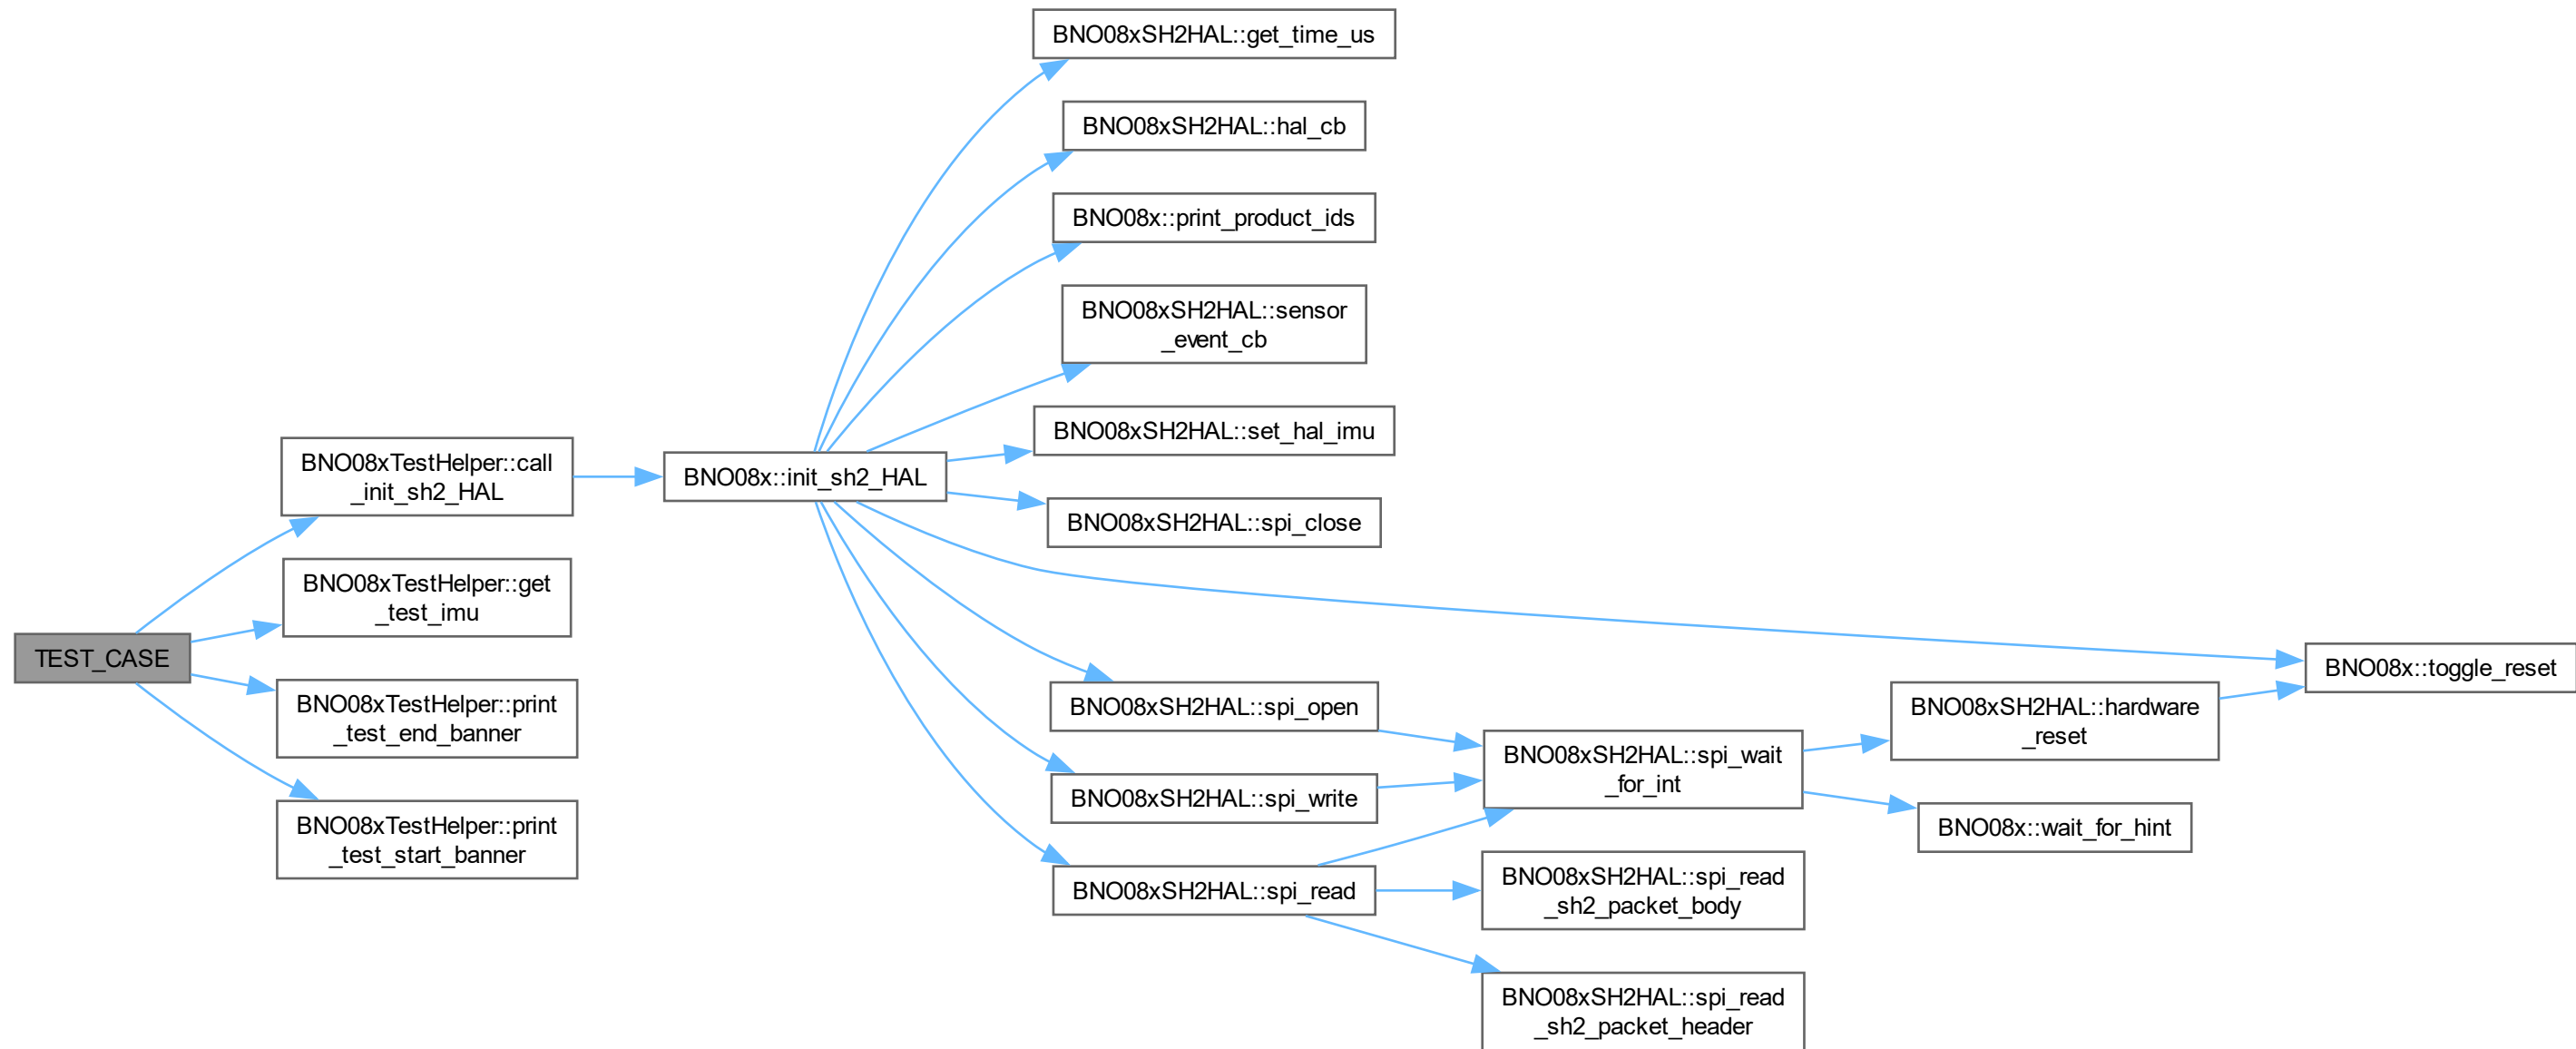 BNO08xSH2HAL::get_time_us
BNO08xSH2HAL::hal_cb
BNO08x::print_product_ids
BNO08xSH2HAL::sensor
_event_cb
BNO08xSH2HAL::set_hal_imu
BNO08xTestHelper::call
_init_sh2_HAL
BNO08x::init_sh2_HAL
BNO08xSH2HAL::spi_close
BNO08xTestHelper::get
_test_imu
TEST_CASE
BNO08x::toggle_reset
BNO08xTestHelper::print
_test_end_banner
BNO08xSH2HAL::spi_open
BNO08xSH2HAL::hardware
_reset
BNO08xSH2HAL::spi_wait
_for_int
BNO08xSH2HAL::spi_write
BNO08xTestHelper::print
_test_start_banner
BNO08x::wait_for_hint
BNO08xSH2HAL::spi_read
BNO08xSH2HAL::spi_read
_sh2_packet_body
BNO08xSH2HAL::spi_read
_sh2_packet_header